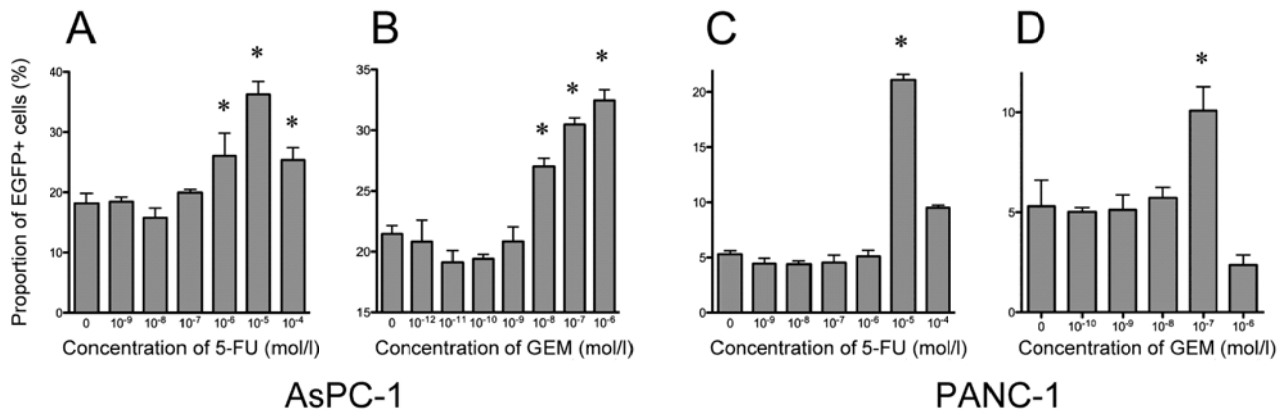 A
B
C
D
Proportion of EGFP+ cells (%)
40
30
20
10
0
* * *
0 10⁻⁹ 10⁻⁸ 10⁻⁷ 10⁻⁶ 10⁻⁵ 10⁻⁴
Concentration of 5-FU (mol/l)
35
30
25
20
15
* * *
0 10⁻¹² 10⁻¹¹ 10⁻¹⁰ 10⁻⁹ 10⁻⁸ 10⁻⁷ 10⁻⁶
Concentration of GEM (mol/l)
20
15
10
5
0
*
0 10⁻⁹ 10⁻⁸ 10⁻⁷ 10⁻⁶ 10⁻⁵ 10⁻⁴
Concentration of 5-FU (mol/l)
10
5
0
*
0 10⁻¹⁰ 10⁻⁹ 10⁻⁸ 10⁻⁷ 10⁻⁶
Concentration of GEM (mol/l)
AsPC-1
PANC-1